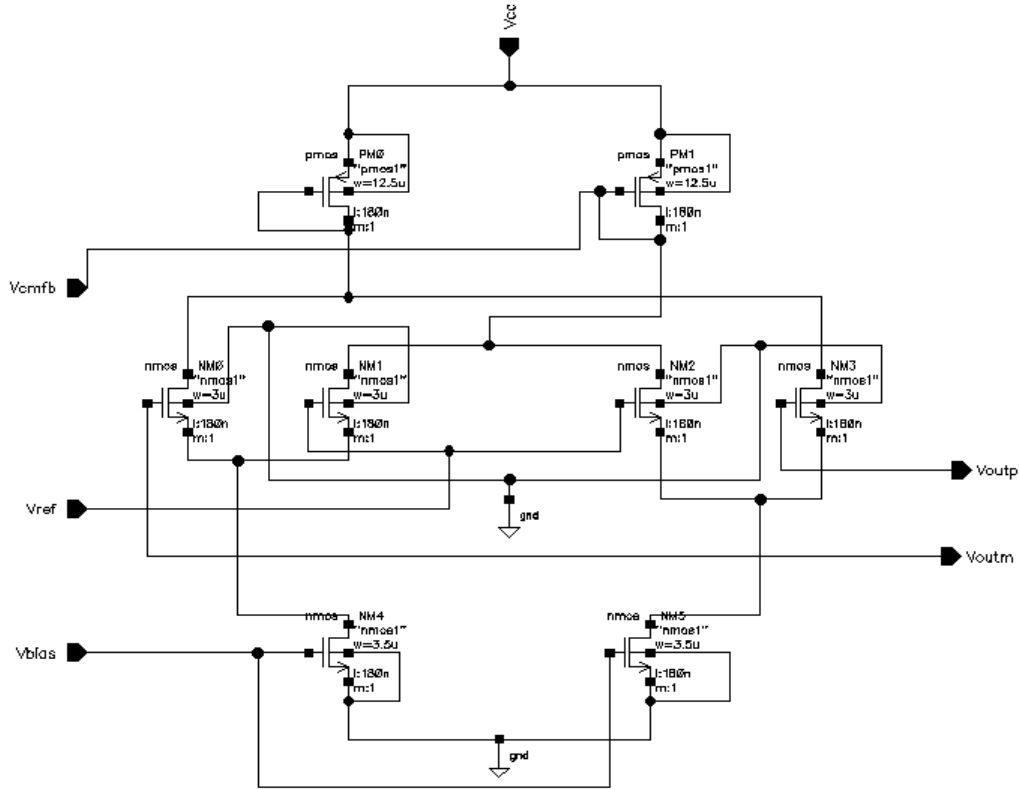 Vcc
pmos PM0
"pmos1"
w=12.5u
l:180n
m:1
pmos PM1
"pmos1"
w=12.5u
l:180n
m:1
Vcmfb
nmos NM0
"nmos1"
w=3u
l:180n
m:1
nmos NM1
"nmos1"
w=3u
l:180n
m:1
nmos NM2
"nmos1"
w=3u
l:180n
m:1
nmos NM3
"nmos1"
w=3u
l:180n
m:1
Voutp
Vref
gnd
Voutm
nmos NM4
"nmos1"
w=3.5u
l:180n
m:1
nmos NM5
"nmos1"
w=3.5u
l:180n
m:1
Vbias
gnd